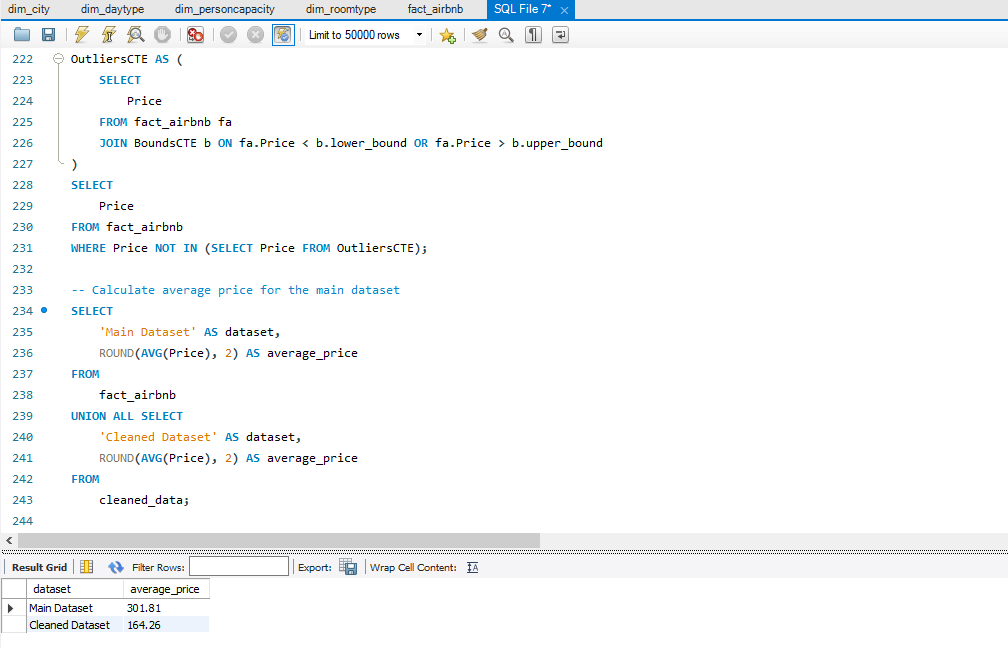 dim_city dim_daytype dim_personcapacity dim_roomtype fact_airbnb SQL File 7*
Limit to 50000 rows
222 OutliersCTE AS (
223 SELECT
224 Price
225 FROM fact_airbnb fa
226 JOIN BoundsCTE b ON fa.Price < b.lower_bound OR fa.Price > b.upper_bound
227 )
228 SELECT
229 Price
230 FROM fact_airbnb
231 WHERE Price NOT IN (SELECT Price FROM OutliersCTE);
232
233 -- Calculate average price for the main dataset
234 SELECT
235 'Main Dataset' AS dataset,
236 ROUND(AVG(Price), 2) AS average_price
237 FROM
238 fact_airbnb
239 UNION ALL SELECT
240 'Cleaned Dataset' AS dataset,
241 ROUND(AVG(Price), 2) AS average_price
242 FROM
243 cleaned_data;
244
Result Grid Filter Rows: Export: Wrap Cell Content:
dataset average_price
Main Dataset 301.81
Cleaned Dataset 164.26